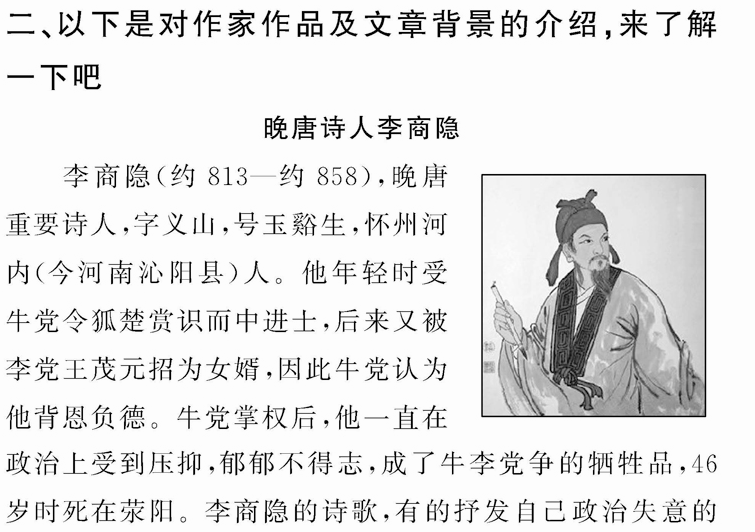 二、以下是对作家作品及文章背景的介绍,来了解
一下吧
晚唐诗人李商隐
李商隐(约 813—约 858),晚唐
重要诗人,字义山,号玉谿生,怀州河
内(今河南沁阳县)人。他年轻时受
牛党令狐楚赏识而中进士,后来又被
李党王茂元招为女婿,因此牛党认为
他背恩负德。牛党掌权后,他一直在
政治上受到压抑,郁郁不得志,成了牛李党争的牺牲品,46
岁时死在荥阳。李商隐的诗歌,有的抒发自己政治失意的